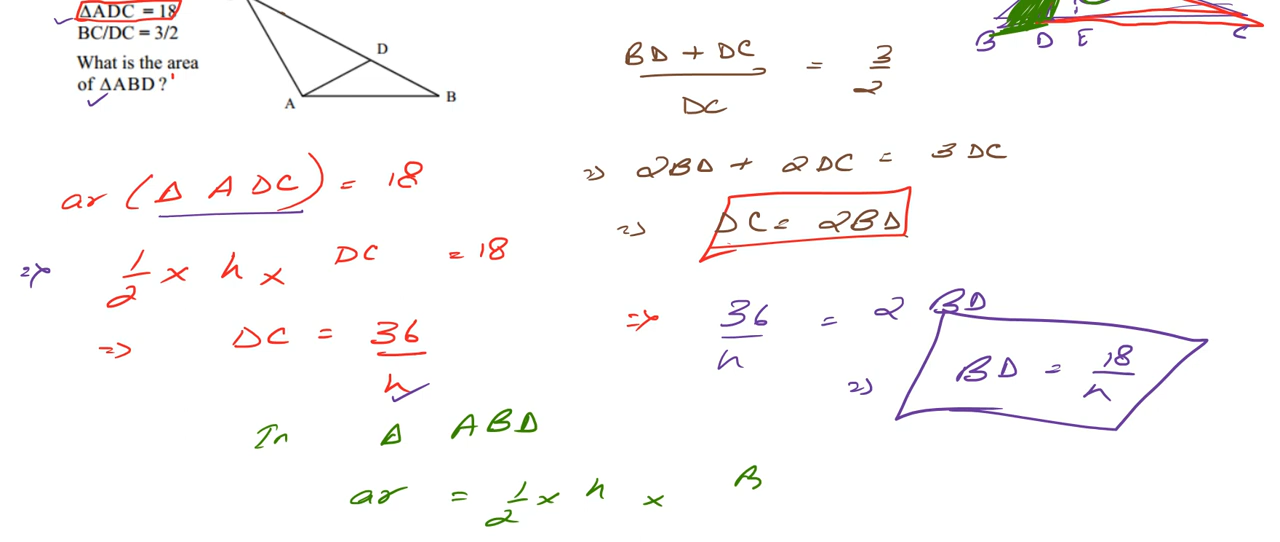 ΔADC = 18
BC/DC = 3/2
What is the area
of ΔABD?
D
A
B
B D E C
ar (Δ ADC) = 18
=> 1/2 × h × DC = 18
=> DC = 36/h
In Δ ABD
ar = 1/2 × h × B
BD + DC / DC = 3/2
=> 2BD + 2DC = 3DC
=> DC = 2BD
=> 36/h = 2 BD
=> BD = 18/h